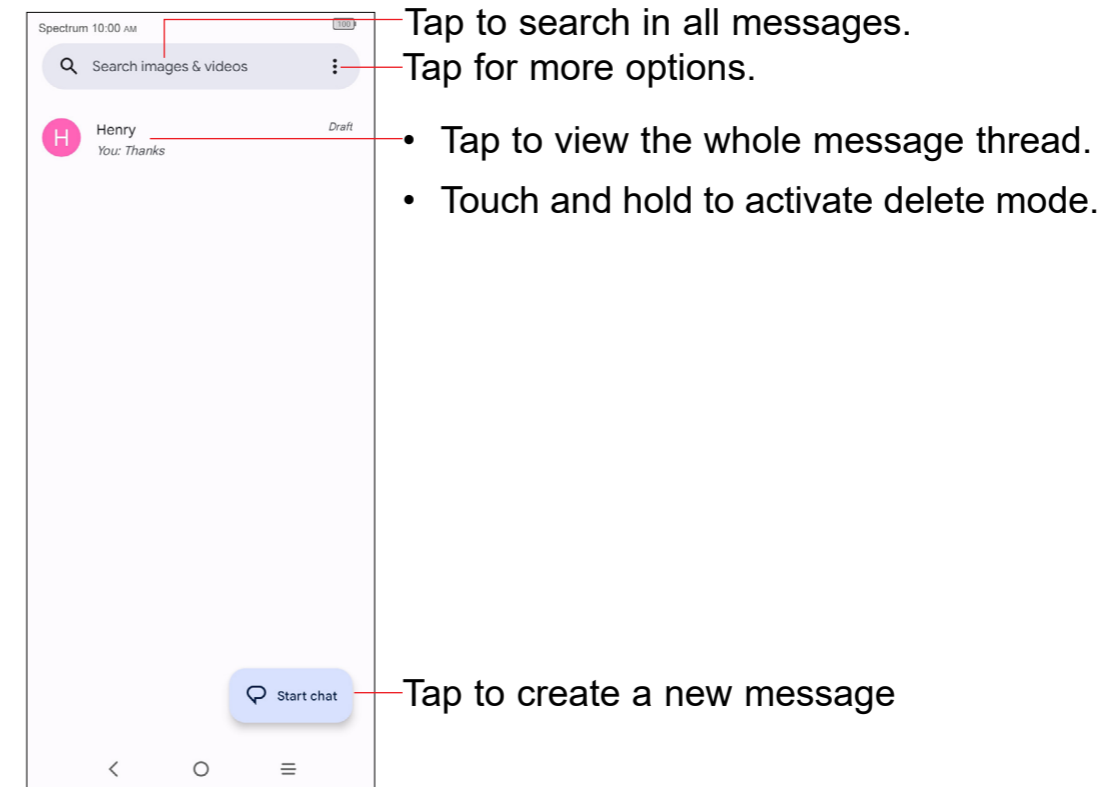 Spectrum 10:00 AM
100
Tap to search in all messages.
Search images & videos
Tap for more options.
H
Henry
Draft
You: Thanks
• Tap to view the whole message thread.
• Touch and hold to activate delete mode.
Start chat
Tap to create a new message